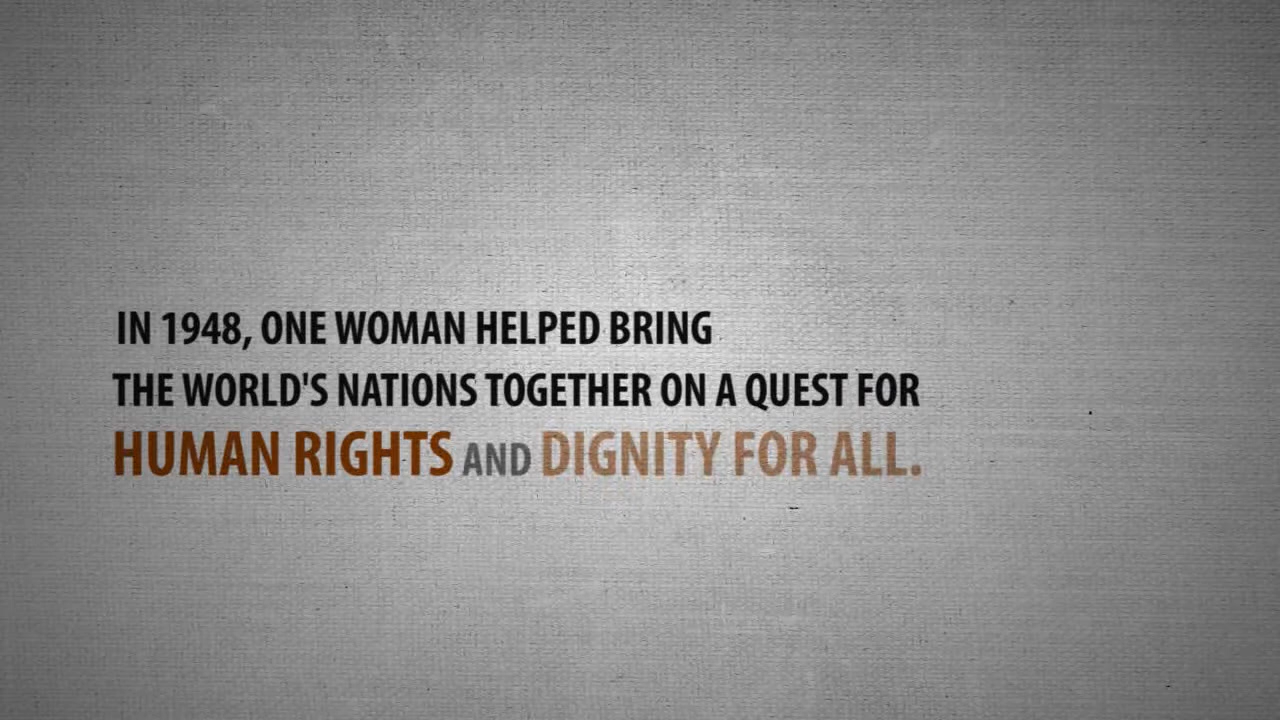 IN 1948, ONE WOMAN HELPED BRING
THE WORLD'S NATIONS TOGETHER ON A QUEST FOR
HUMAN RIGHTS AND DIGNITY FOR ALL.